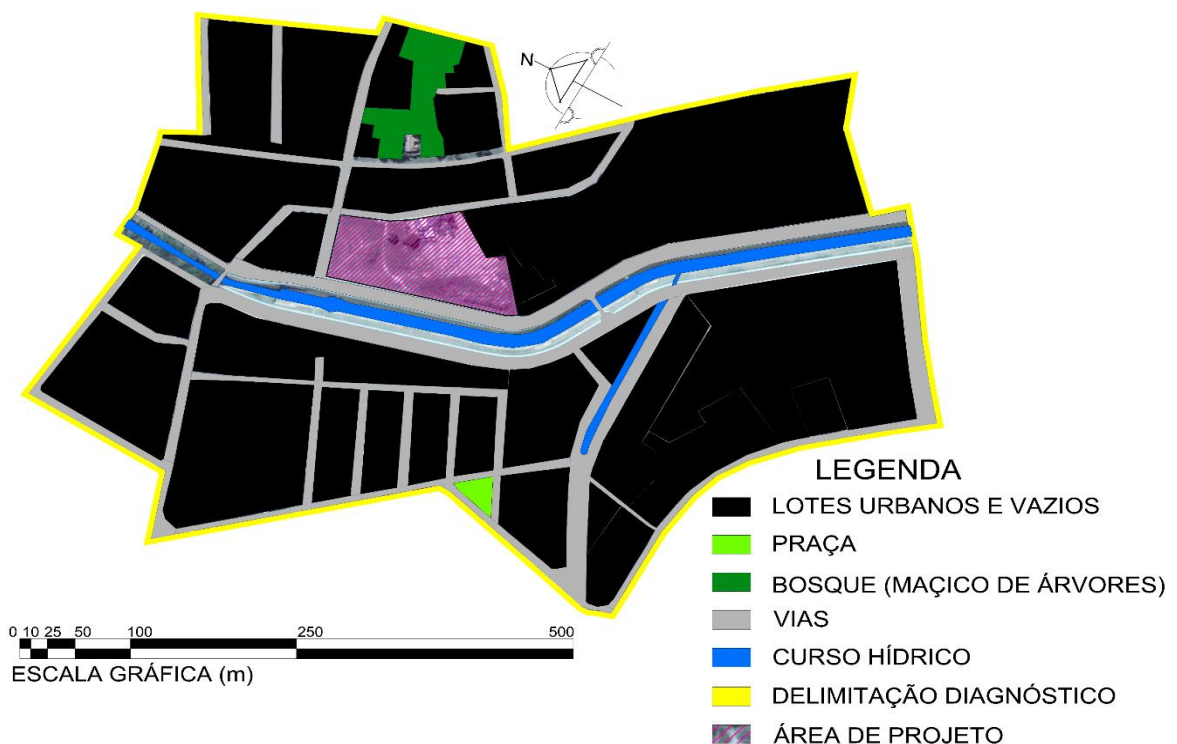 N
LEGENDA
LOTES URBANOS E VAZIOS
PRAÇA
BOSQUE (MAÇICO DE ÁRVORES)
VIAS
CURSO HÍDRICO
DELIMITAÇÃO DIAGNÓSTICO
ÁREA DE PROJETO
0 10 25 50 100 250 500
ESCALA GRÁFICA (m)